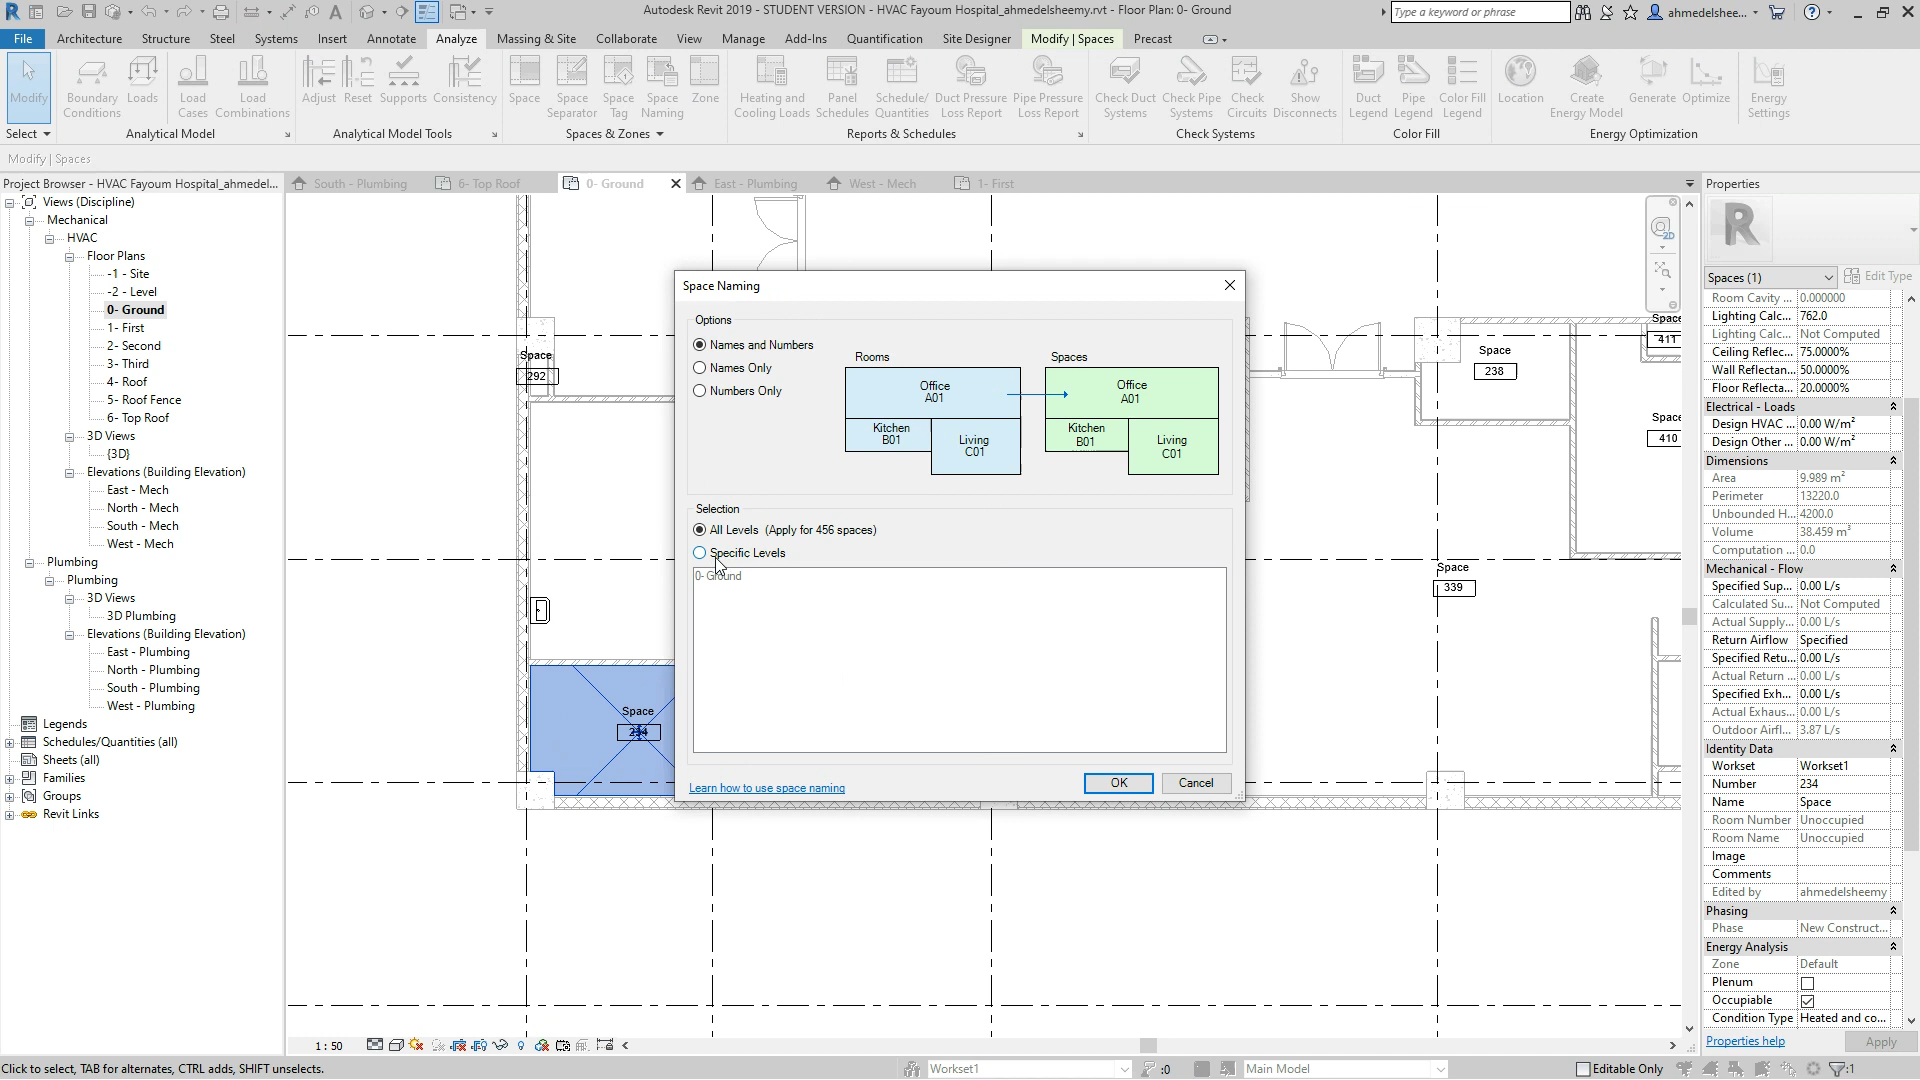 Autodesk Revit 2019 - STUDENT VERSION - HVAC Fayoum Hospital_ahmedelsheemy.rvt - Floor Plan: 0- Ground
Type a keyword or phrase
ahmedelshee...
File Architecture Structure Steel Systems Insert Annotate Analyze Massing & Site Collaborate View Manage Add-Ins Quantification Site Designer Modify | Spaces Precast
Modify
Boundary Conditions
Loads
Load Cases
Load Combinations
Adjust
Reset
Supports
Consistency
Space
Space Separator
Space Tag
Space Naming
Zone
Heating and Cooling Loads
Panel Schedules
Schedule/ Quantities
Duct Pressure Loss Report
Pipe Pressure Loss Report
Check Duct Systems
Check Pipe Systems
Check Circuits
Show Disconnects
Duct Legend
Pipe Legend
Color Fill Legend
Location
Create Energy Model
Generate
Optimize
Energy Settings
Select Analytical Model Analytical Model Tools Spaces & Zones Reports & Schedules Check Systems Color Fill Energy Optimization
Modify | Spaces
Project Browser - HVAC Fayoum Hospital_ahmedel...
South - Plumbing 6- Top Roof 0- Ground East - Plumbing West - Mech 1- First
Views (Discipline)
Mechanical
HVAC
Floor Plans
-1 - Site
-2 - Level
0- Ground
1- First
2- Second
3- Third
4- Roof
5- Roof Fence
6- Top Roof
3D Views
{3D}
Elevations (Building Elevation)
East - Mech
North - Mech
South - Mech
West - Mech
Plumbing
Plumbing
3D Views
3D Plumbing
Elevations (Building Elevation)
East - Plumbing
North - Plumbing
South - Plumbing
West - Plumbing
Legends
Schedules/Quantities (all)
Sheets (all)
Families
Groups
Revit Links
Space
292
Space
Space
238
Space
411
Space
410
Space
339
2D
Space Naming
Options
Names and Numbers
Names Only
Numbers Only
Rooms
Office
A01
Kitchen
B01
Living
C01
Spaces
Office
A01
Kitchen
B01
Living
C01
Selection
All Levels (Apply for 456 spaces)
Specific Levels
0- Ground
Learn how to use space naming
OK
Cancel
Properties
R
Spaces (1)
Edit Type
Room Cavity ... 0.000000
Lighting Calc... 762.0
Lighting Calc... Not Computed
Ceiling Reflec... 75.0000%
Wall Reflectan... 50.0000%
Floor Reflecta... 20.0000%
Electrical - Loads
Design HVAC ... 0.00 W/m²
Design Other ... 0.00 W/m²
Dimensions
Area 9.989 m²
Perimeter 13220.0
Unbounded H... 4200.0
Volume 38.459 m³
Computation ... 0.0
Mechanical - Flow
Specified Sup... 0.00 L/s
Calculated Su... Not Computed
Actual Supply... 0.00 L/s
Return Airflow Specified
Specified Retu... 0.00 L/s
Actual Return ... 0.00 L/s
Specified Exh... 0.00 L/s
Actual Exhaus... 0.00 L/s
Outdoor Airfl... 3.87 L/s
Identity Data
Workset Workset1
Number 234
Name Space
Room Number Unoccupied
Room Name Unoccupied
Image
Comments
Edited by ahmedelsheemy
Phasing
Phase New Construct...
Energy Analysis
Zone Default
Plenum
Occupiable
Condition Type Heated and co...
Properties help
Apply
1 : 50
Click to select, TAB for alternates, CTRL adds, SHIFT unselects.
Workset1
:0
Main Model
Editable Only
:1